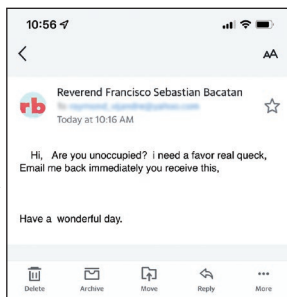 10:56
AA
rb
Reverend Francisco Sebastian Bacatan
Today at 10:16 AM
Hi, Are you unoccupied? i need a favor real queck,
Email me back immediately you receive this,
Have a wonderful day.
Delete Archive Move Reply More